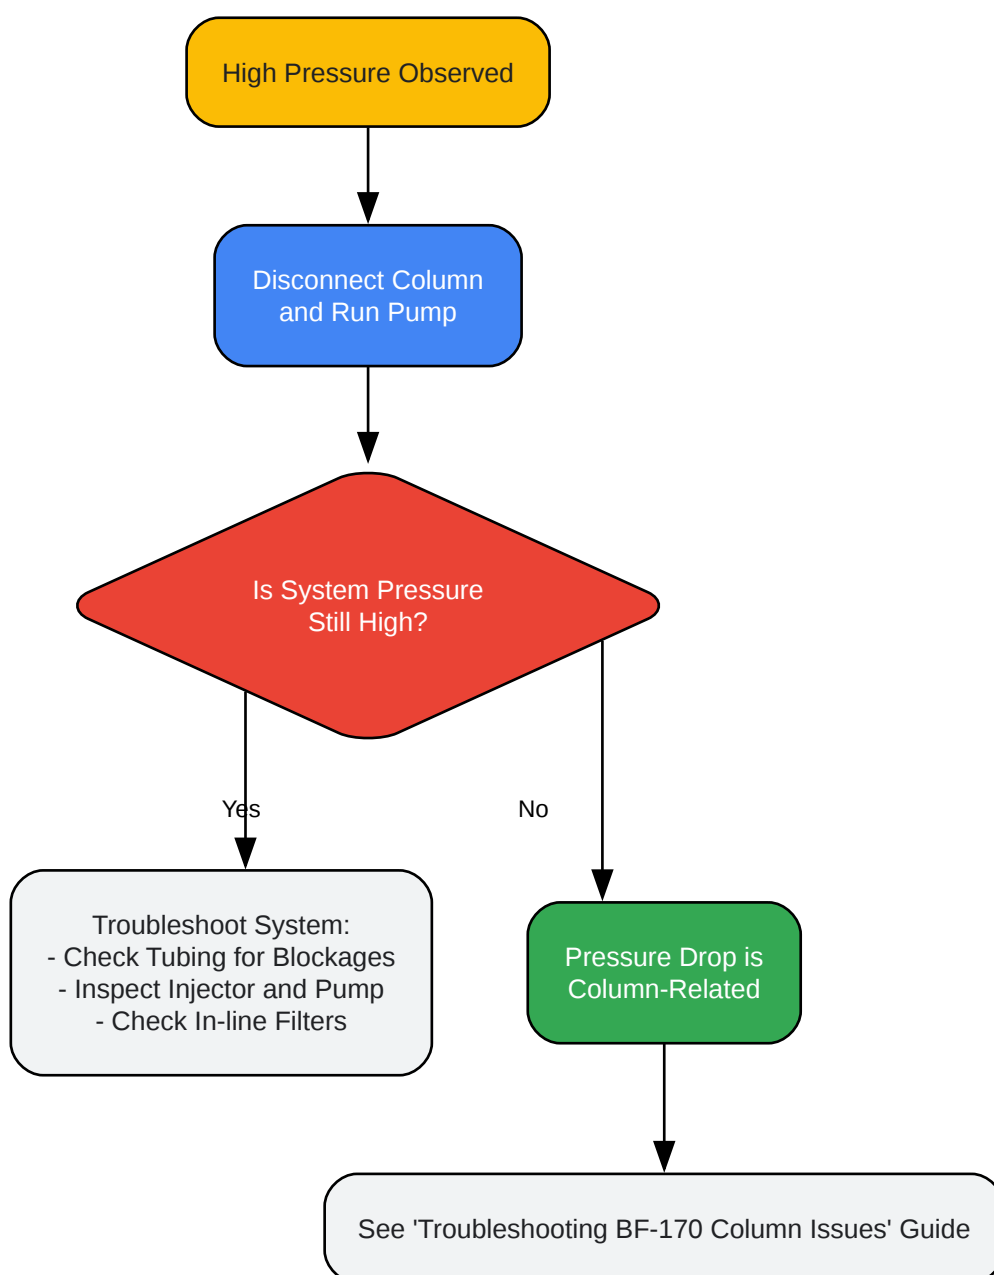 High Pressure Observed
Disconnect Column
and Run Pump
Is System Pressure
Still High?
Yes
No
Troubleshoot System:
- Check Tubing for Blockages
- Inspect Injector and Pump
- Check In-line Filters
Pressure Drop is
Column-Related
See 'Troubleshooting BF-170 Column Issues' Guide